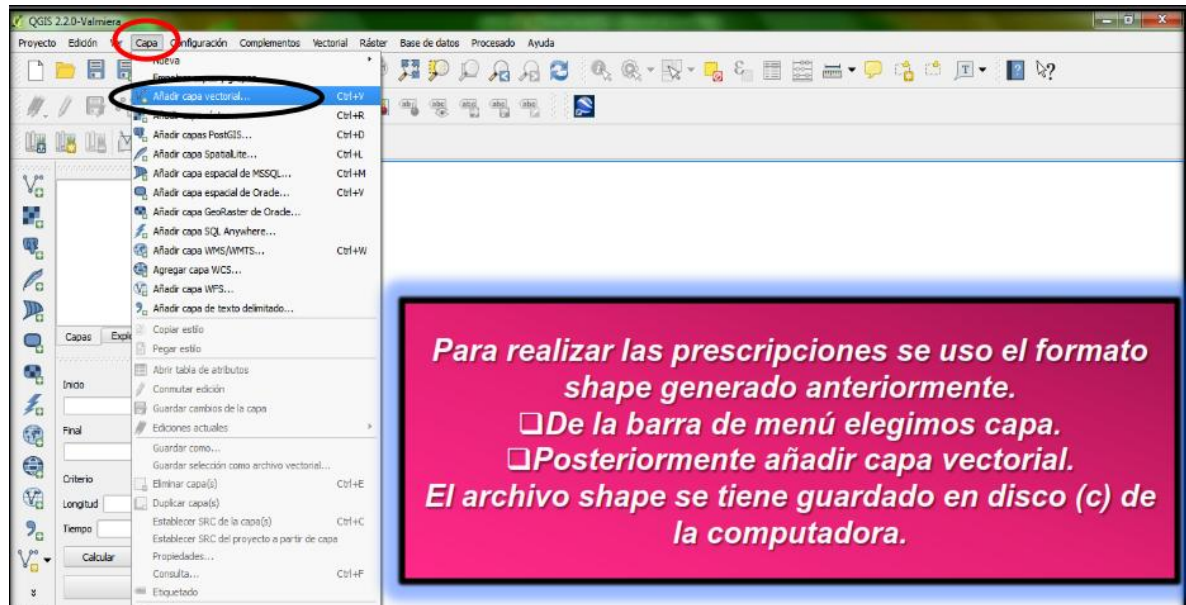 QGIS 2.2.0-Valmiera
Proyecto Edición Capa Configuración Complementos Vectorial Ráster Base de datos Procesado Ayuda
Nueva
Añadir capa vectorial... Ctrl+V
Ctrl+R
Añadir capas PostGIS... Ctrl+D
Añadir capa SpatiaLite... Ctrl+L
Añadir capa espacial de MSSQL... Ctrl+M
Añadir capa espacial de Oracle... Ctrl+V
Añadir capa GeoRaster de Oracle...
Añadir capa SQL Anywhere...
Añadir capa WMS/WMTS... Ctrl+W
Agregar capa WCS...
Añadir capa WFS...
Añadir capa de texto delimitado...
Copiar estilo
Pegar estilo
Abrir tabla de atributos
Conmutar edición
Guardar cambios de la capa
Ediciones actuales
Guardar como...
Guardar selección como archivo vectorial...
Eliminar capa(s) Ctrl+E
Duplicar capa(s)
Establecer SRC de la capa(s) Ctrl+C
Establecer SRC del proyecto a partir de capa
Propiedades...
Consulta... Ctrl+F
Etiquetado
Capas
Inicio
Final
Criterio
Longitud
Tiempo
Calcular
Para realizar las prescripciones se uso el formato
shape generado anteriormente.
❑De la barra de menú elegimos capa.
❑Posteriormente añadir capa vectorial.
El archivo shape se tiene guardado en disco (c) de
la computadora.